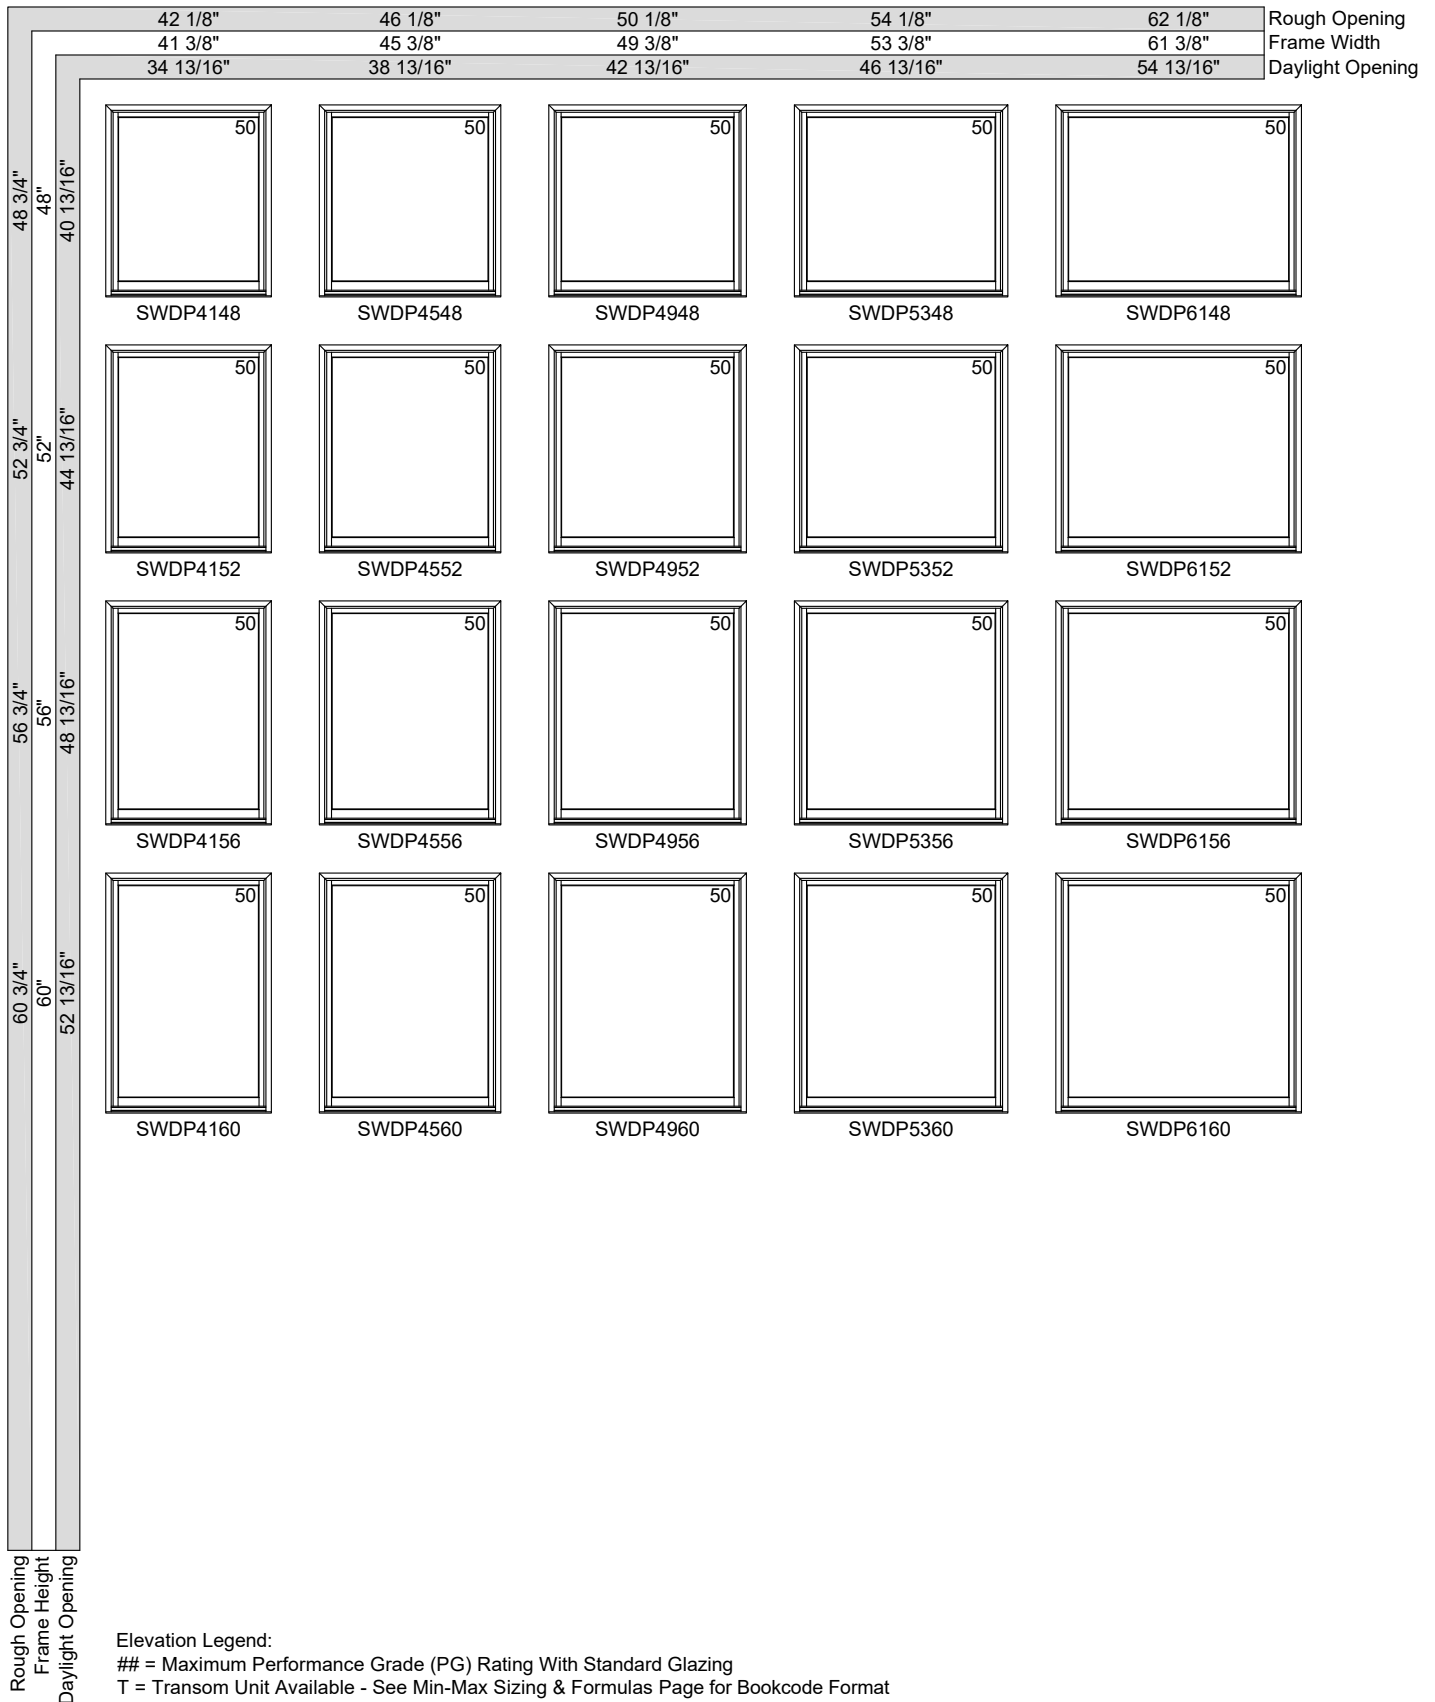 42 1/8" 46 1/8" 50 1/8" 54 1/8" 62 1/8" Rough Opening
41 3/8" 45 3/8" 49 3/8" 53 3/8" 61 3/8" Frame Width
34 13/16" 38 13/16" 42 13/16" 46 13/16" 54 13/16" Daylight Opening
48 3/4" 48" 40 13/16"
50 50 50 50 50
SWDP4148 SWDP4548 SWDP4948 SWDP5348 SWDP6148
52 3/4" 52" 44 13/16"
50 50 50 50 50
SWDP4152 SWDP4552 SWDP4952 SWDP5352 SWDP6152
56 3/4" 56" 48 13/16"
50 50 50 50 50
SWDP4156 SWDP4556 SWDP4956 SWDP5356 SWDP6156
60 3/4" 60" 52 13/16"
50 50 50 50 50
SWDP4160 SWDP4560 SWDP4960 SWDP5360 SWDP6160
Rough Opening
Frame Height
Daylight Opening
Elevation Legend:
## = Maximum Performance Grade (PG) Rating With Standard Glazing
T = Transom Unit Available - See Min-Max Sizing & Formulas Page for Bookcode Format